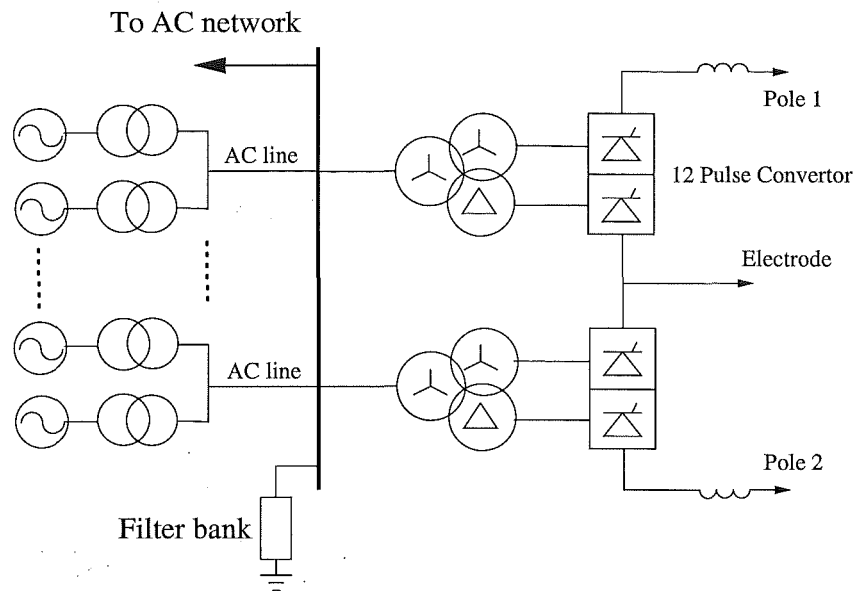 To AC network
Pole 1
AC line
12 Pulse Convertor
Electrode
AC line
Pole 2
Filter bank